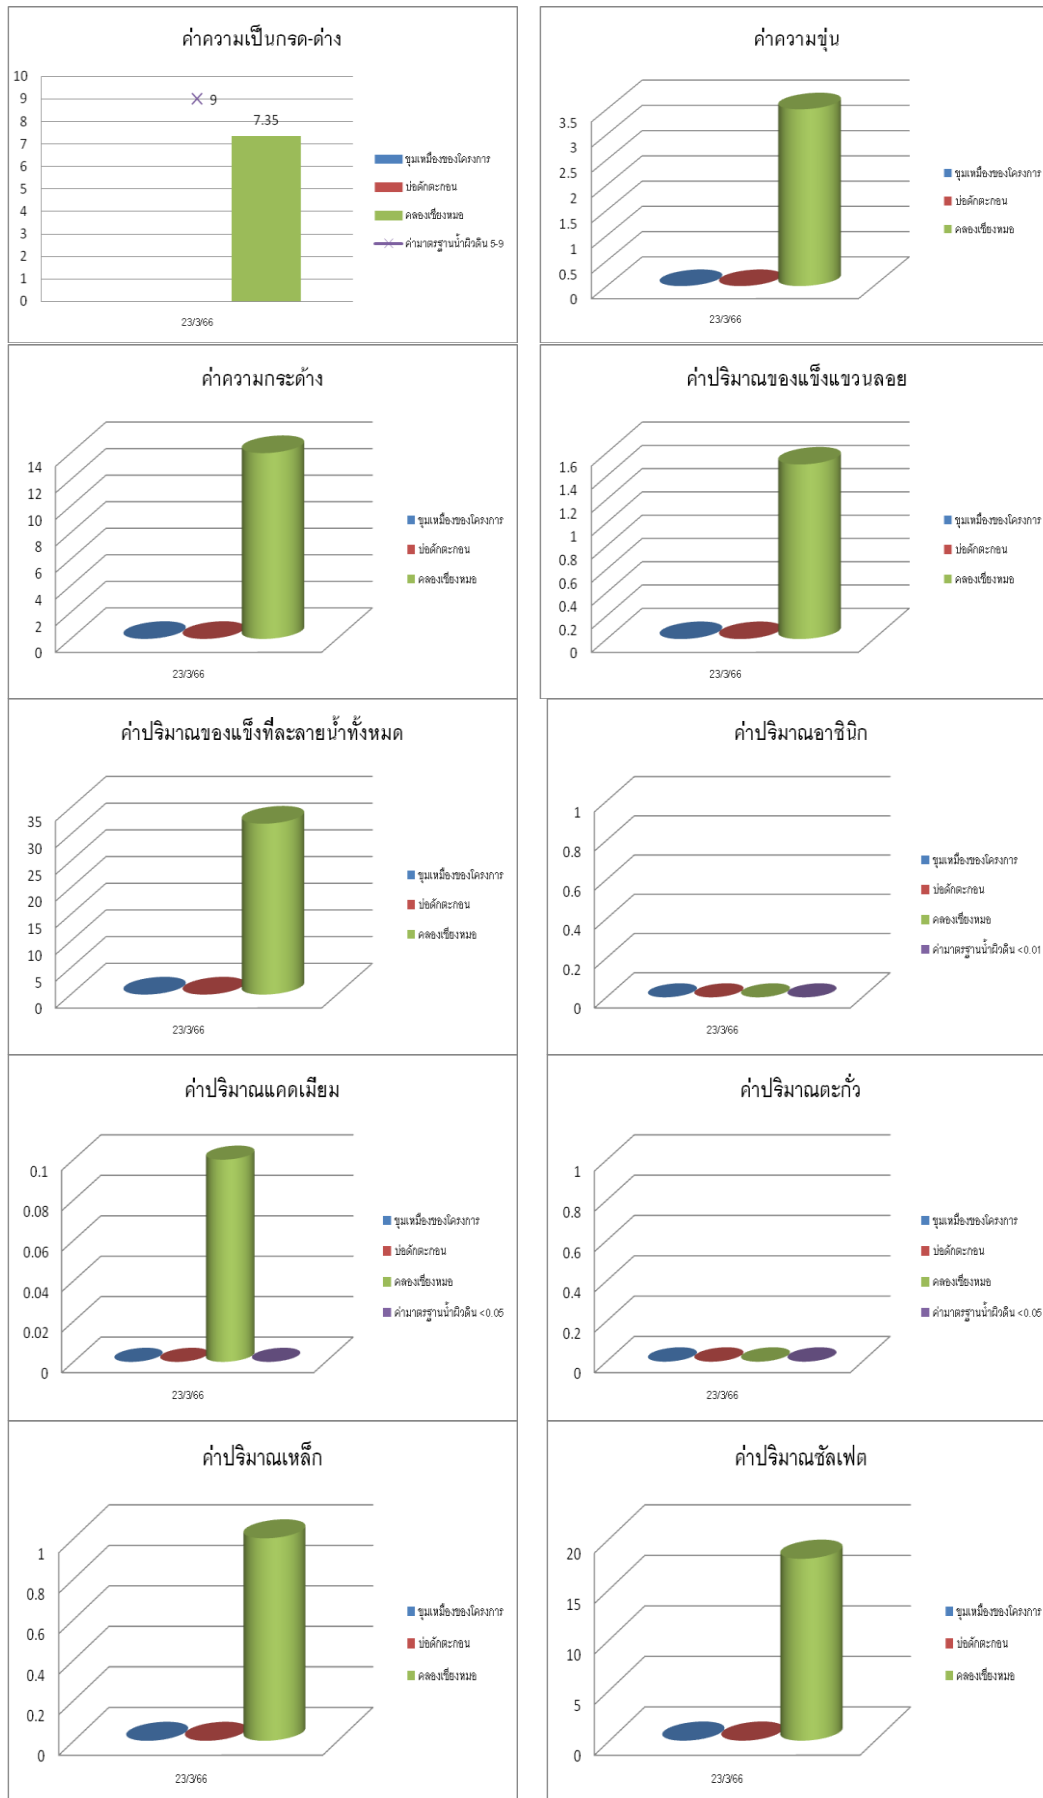 ค่าความเป็นกรด-ด่าง
10
9
8
7
6
5
4
3
2
1
0
9
7.35
23/3/66
ขุมเหมืองของโครงการ
บ่อดักตะกอน
คลองเชียงหมอ
ค่ามาตรฐานน้ำผิวดิน 5-9
ค่าความขุ่น
3.5
3
2.5
2
1.5
1
0.5
0
23/3/66
ขุมเหมืองของโครงการ
บ่อดักตะกอน
คลองเชียงหมอ
ค่าความกระด้าง
14
12
10
8
6
4
2
0
23/3/66
ขุมเหมืองของโครงการ
บ่อดักตะกอน
คลองเชียงหมอ
ค่าปริมาณของแข็งแขวนลอย
1.6
1.4
1.2
1
0.8
0.6
0.4
0.2
0
23/3/66
ขุมเหมืองของโครงการ
บ่อดักตะกอน
คลองเชียงหมอ
ค่าปริมาณของแข็งที่ละลายน้ำทั้งหมด
35
30
25
20
15
10
5
0
23/3/66
ขุมเหมืองของโครงการ
บ่อดักตะกอน
คลองเชียงหมอ
ค่าปริมาณอาซินิก
1
0.8
0.6
0.4
0.2
0
23/3/66
ขุมเหมืองของโครงการ
บ่อดักตะกอน
คลองเชียงหมอ
ค่ามาตรฐานน้ำผิวดิน <0.01
ค่าปริมาณแคดเมียม
0.1
0.08
0.06
0.04
0.02
0
23/3/66
ขุมเหมืองของโครงการ
บ่อดักตะกอน
คลองเชียงหมอ
ค่ามาตรฐานน้ำผิวดิน <0.05
ค่าปริมาณตะกั่ว
1
0.8
0.6
0.4
0.2
0
23/3/66
ขุมเหมืองของโครงการ
บ่อดักตะกอน
คลองเชียงหมอ
ค่ามาตรฐานน้ำผิวดิน <0.05
ค่าปริมาณเหล็ก
1
0.8
0.6
0.4
0.2
0
23/3/66
ขุมเหมืองของโครงการ
บ่อดักตะกอน
คลองเชียงหมอ
ค่าปริมาณซัลเฟต
20
15
10
5
0
23/3/66
ขุมเหมืองของโครงการ
บ่อดักตะกอน
คลองเชียงหมอ